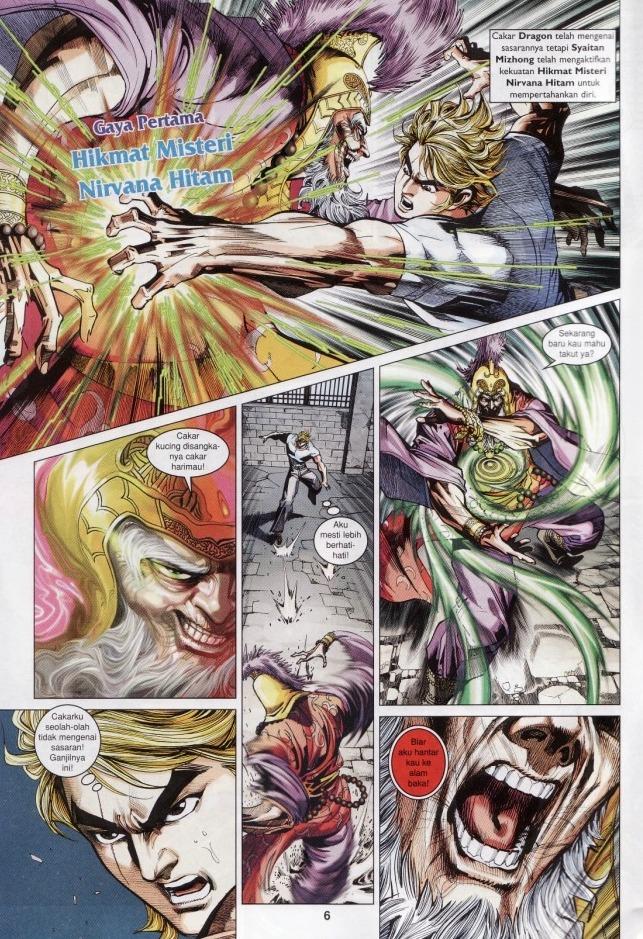 Cakar Dragon telah mengenai
sasarannya tetapi Syaitan
Mizhong telah mengaktifkan
kekuatan Hikmat Misteri
Nirvana Hitam untuk
mempertahankan diri.
Gaya Pertama
Hikmat Misteri
Nirvana Hitam
Cakar
kucing disangka-
nya cakar
harimau!
Aku
mesti lebih
berhati-
hati!
Sekarang
baru kau mahu
takut ya?
Cakarku
seolah-olah
tidak mengenai
sasaran!
Ganjilnya
ini!
Biar
aku hantar
kau ke
alam
baka!
6